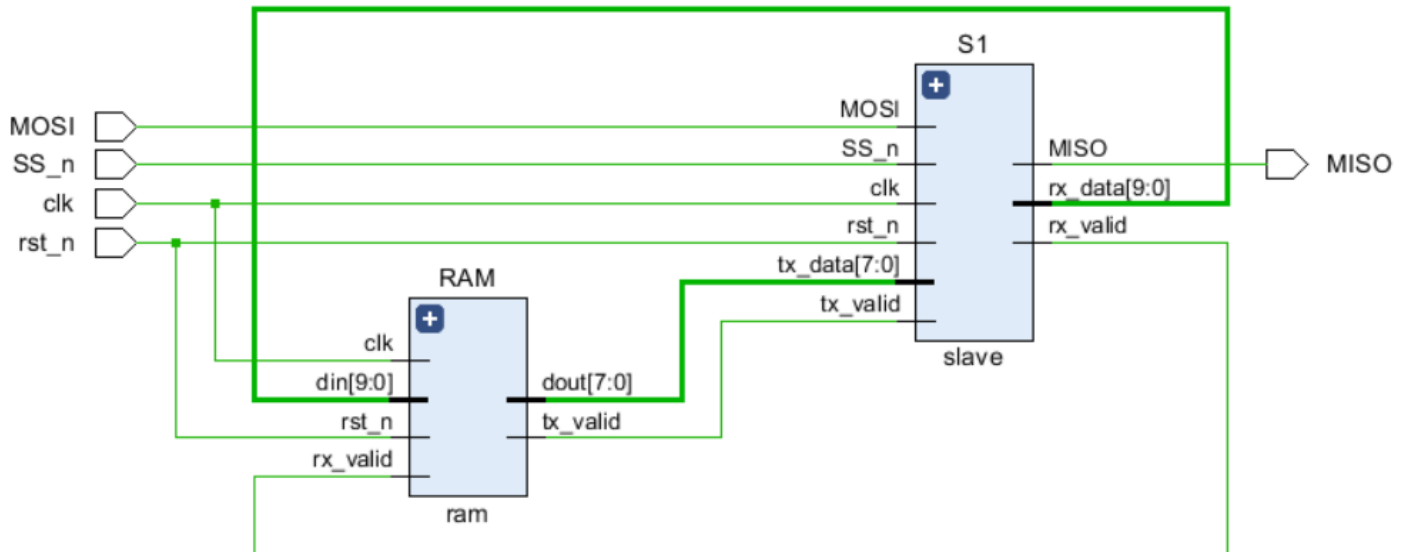 S1
MOSI
MOSI
SS_n
SS_n
MISO
MISO
clk
clk
rx_data[9:0]
rst_n
rst_n
rx_valid
tx_data[7:0]
RAM
tx_valid
clk
slave
din[9:0]
dout[7:0]
rst_n
tx_valid
rx_valid
ram